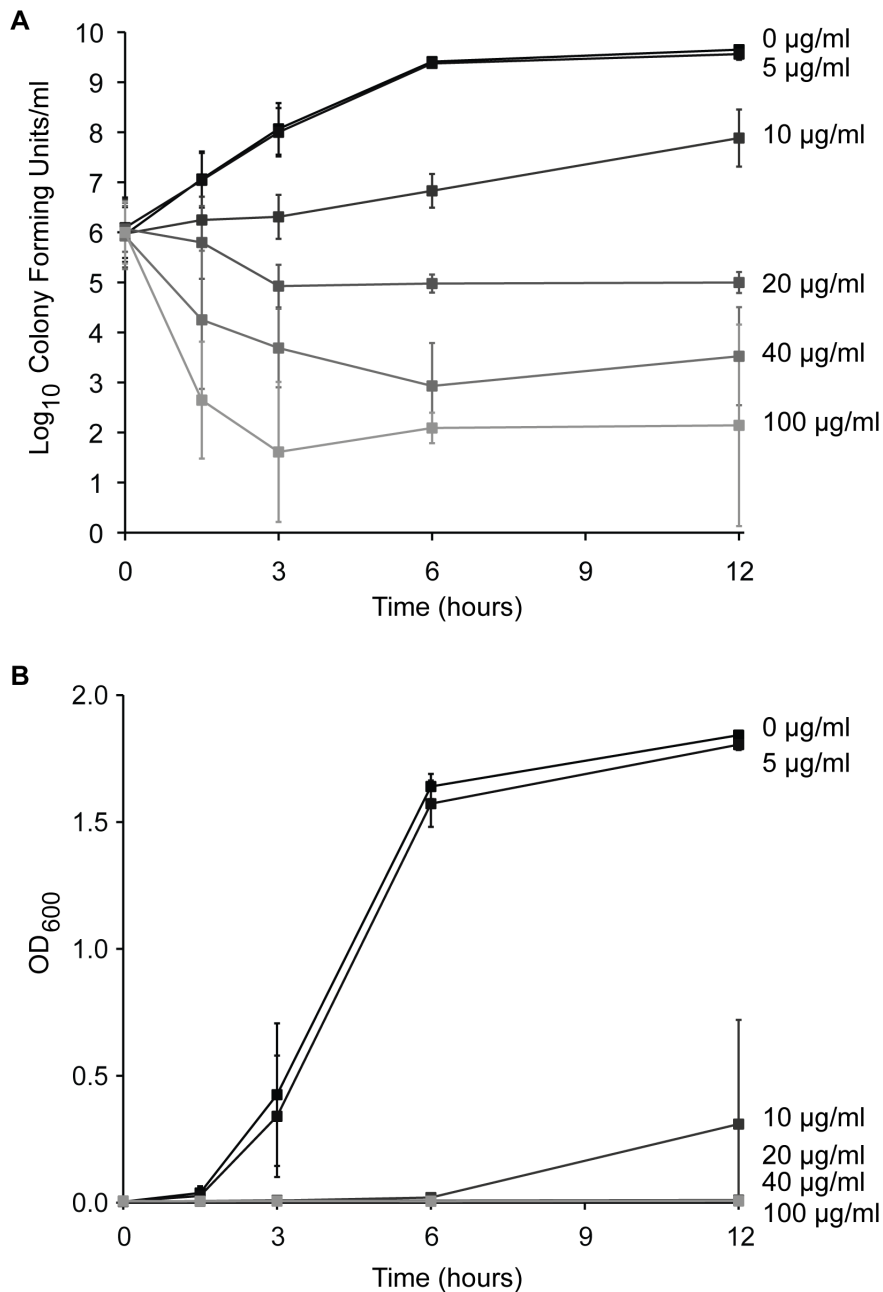 A
Log10 Colony Forming Units/ml
10
9
8
7
6
5
4
3
2
1
0
0 µg/ml
5 µg/ml
10 µg/ml
20 µg/ml
40 µg/ml
100 µg/ml
0
3
6
9
12
Time (hours)
B
OD600
2.0
1.5
1.0
0.5
0.0
0 µg/ml
5 µg/ml
10 µg/ml
20 µg/ml
40 µg/ml
100 µg/ml
0
3
6
9
12
Time (hours)